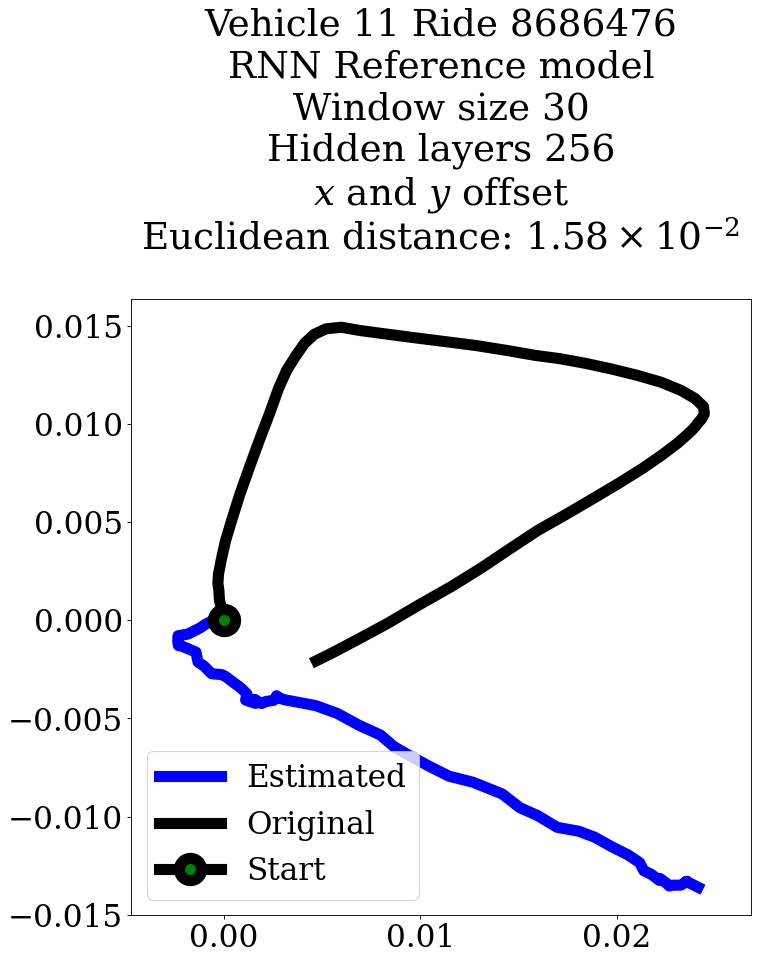 Vehicle 11 Ride 8686476
RNN Reference model
Window size 30
Hidden layers 256
x and y offset
Euclidean distance: 1.58 × 10⁻²
0.015
0.010
0.005
0.000
−0.005
−0.010
−0.015
Estimated
Original
Start
0.00 0.01 0.02